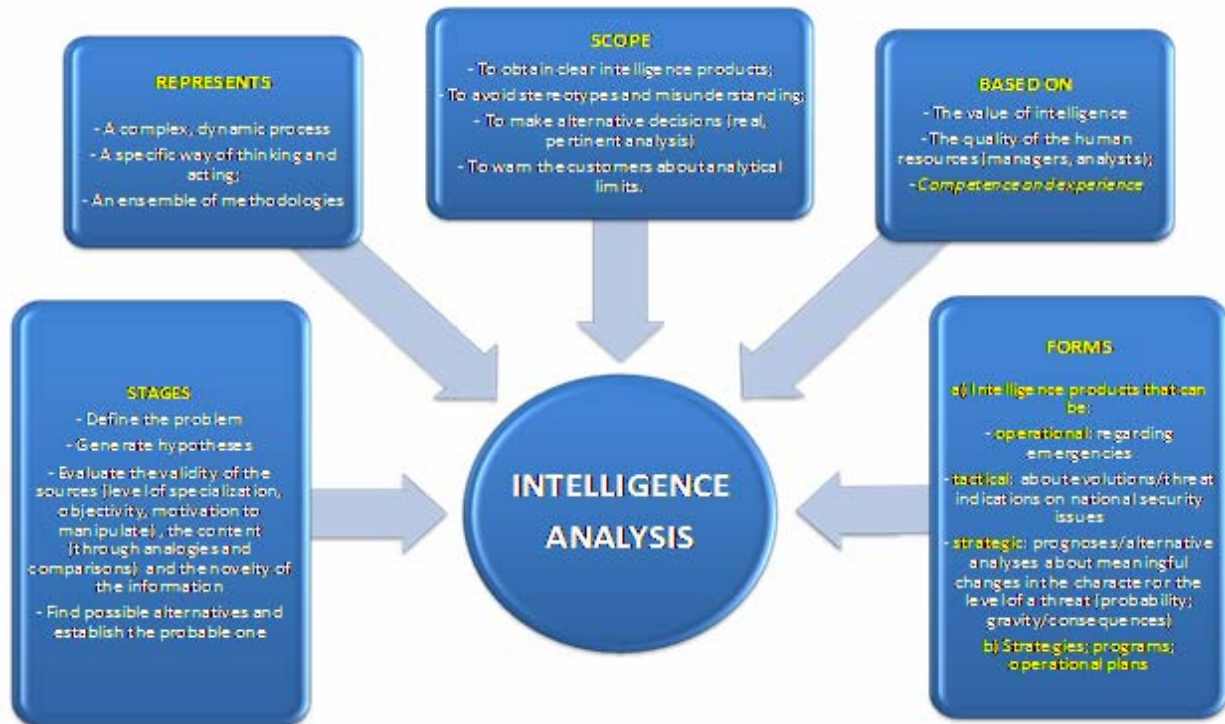 REPRESENTS
- A complex, dynamic process
- A specific way of thinking and
acting;
- An ensemble of methodologies
SCOPE
- To obtain clear intelligence products;
- To avoid stereotypes and misunderstanding;
- To make alternative decisions (real,
pertinent analysis)
- To warn the customers about analytical
limits.
BASED ON
- The value of intelligence
- The quality of the human
resources (managers, analysts);
- Competence and experience
STAGES
- Define the problem
- Generate hypotheses
- Evaluate the validity of the
sources (level of specialization,
objectivity, motivation to
manipulate), the content
(through analogies and
comparisons) and the novelty of
the information
- Find possible alternatives and
establish the probable one
INTELLIGENCE
ANALYSIS
FORMS
a) Intelligence products that can
be:
- operational: regarding
emergencies
- tactical: about evolutions/threat
indications on national security
issues
- strategic: prognoses/alternative
analyses about meaningful
changes in the character or the
level of a threat (probability;
gravity/consequences)
b) Strategies; programs;
operational plans